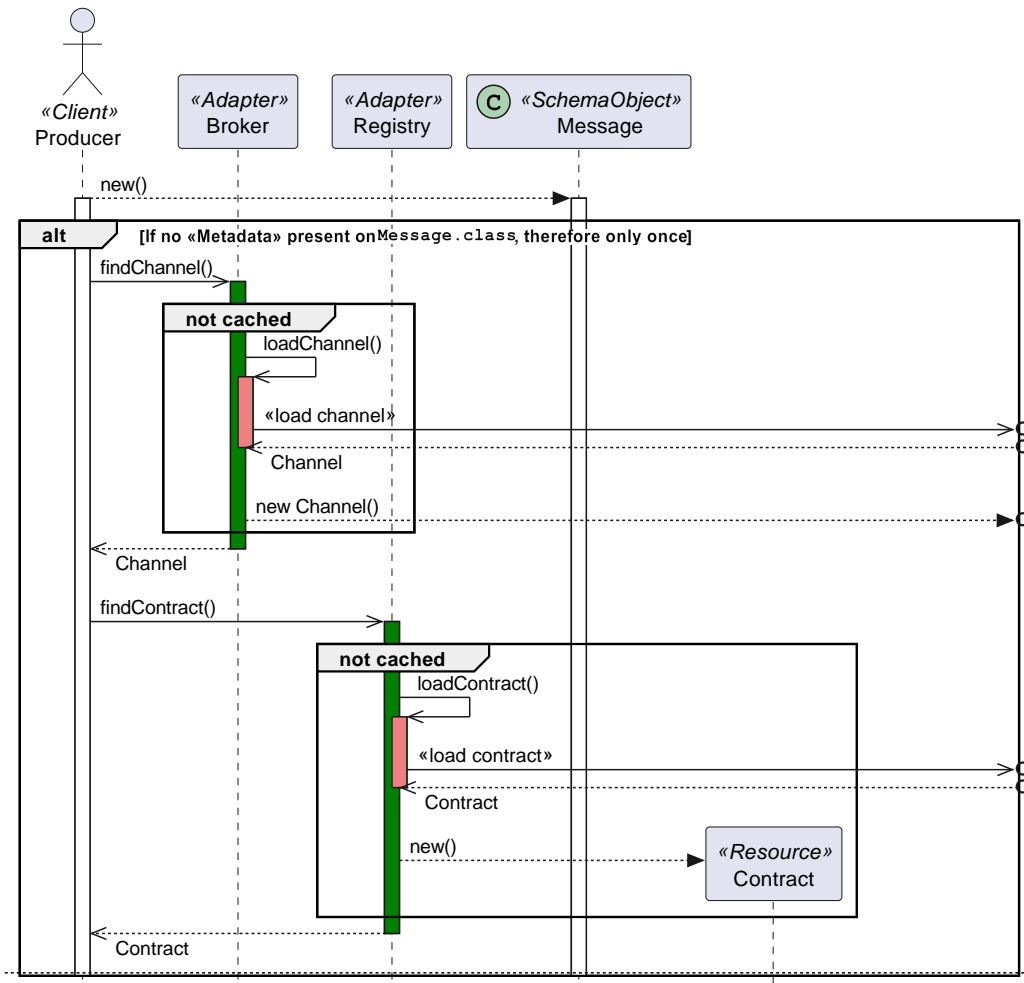 «Client»
Producer
«Adapter»
Broker
«Adapter»
Registry
C «SchemaObject»
Message
new()
alt [If no «Metadata» present on Message.class, therefore only once]
findChannel()
not cached
loadChannel()
«load channel»
Channel
new Channel()
Channel
findContract()
not cached
loadContract()
«load contract»
Contract
new()
«Resource»
Contract
Contract